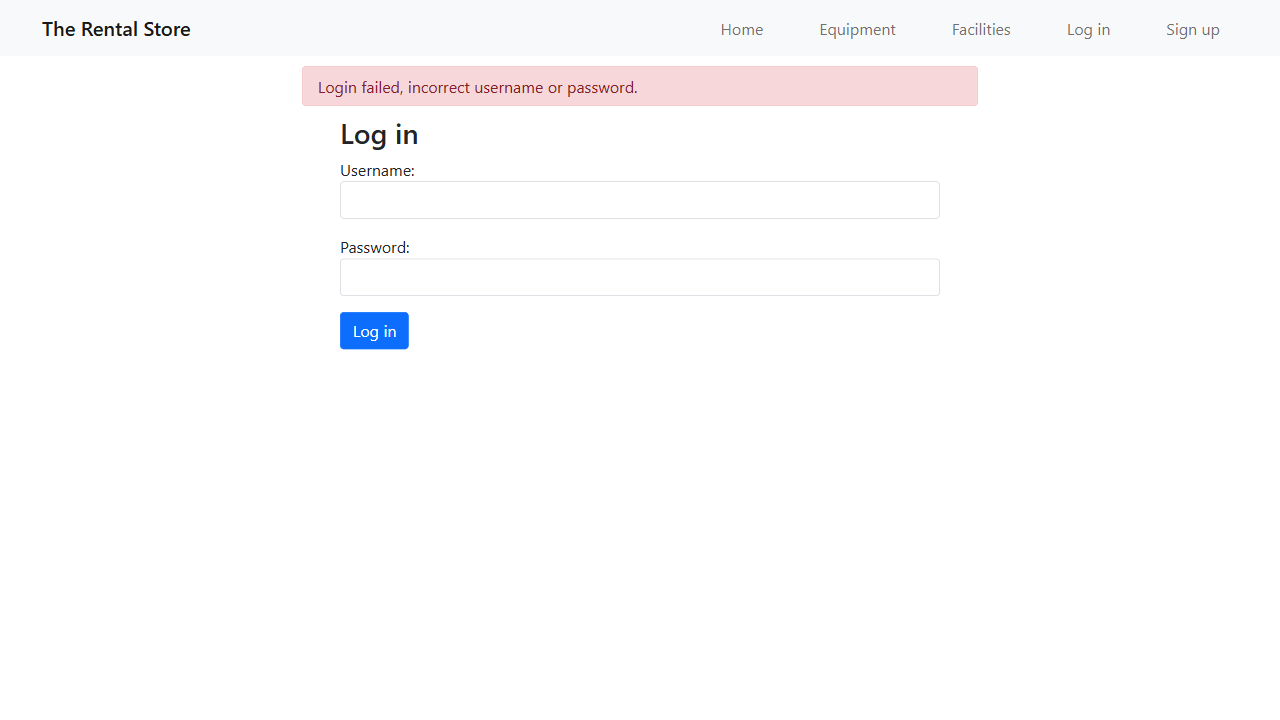 The Rental Store
Home
Equipment
Facilities
Log in
Sign up
Login failed, incorrect username or password.
Log in
Username:
Password:
Log in